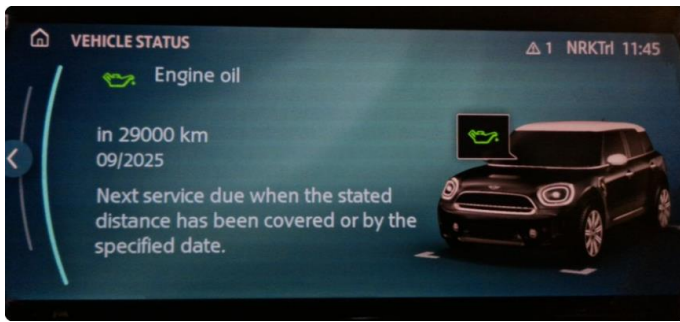 VEHICLE STATUS
1 NRKTrl 11:45
Engine oil
in 29000 km
09/2025
Next service due when the stated
distance has been covered or by the
specified date.